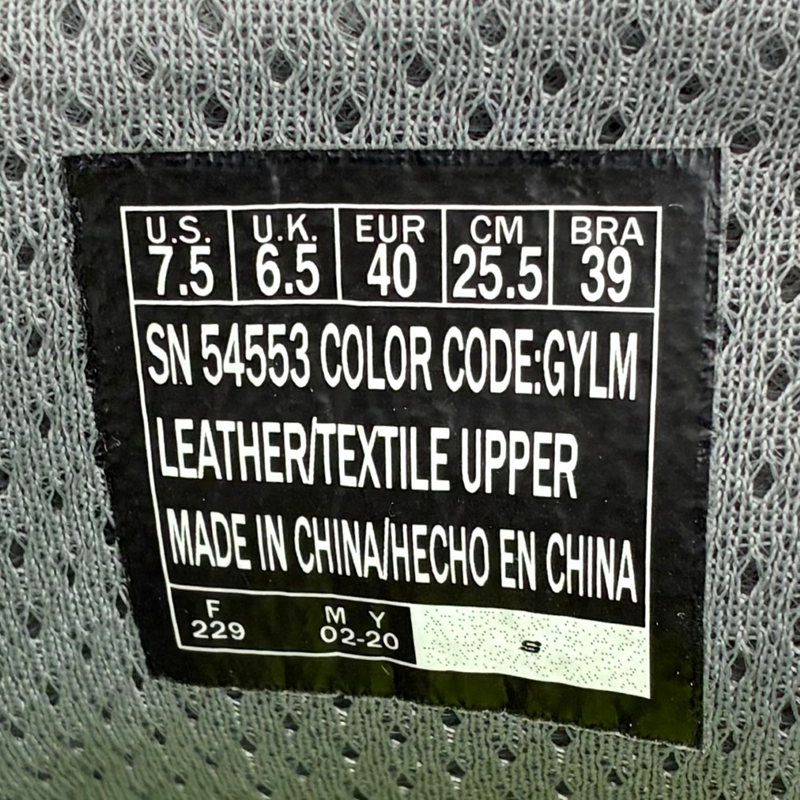 U.S. U.K. EUR CM BRA
7.5 6.5 40 25.5 39
SN 54553 COLOR CODE:GYLM
LEATHER/TEXTILE UPPER
MADE IN CHINA/HECHO EN CHINA
F M Y
229 02-20 S